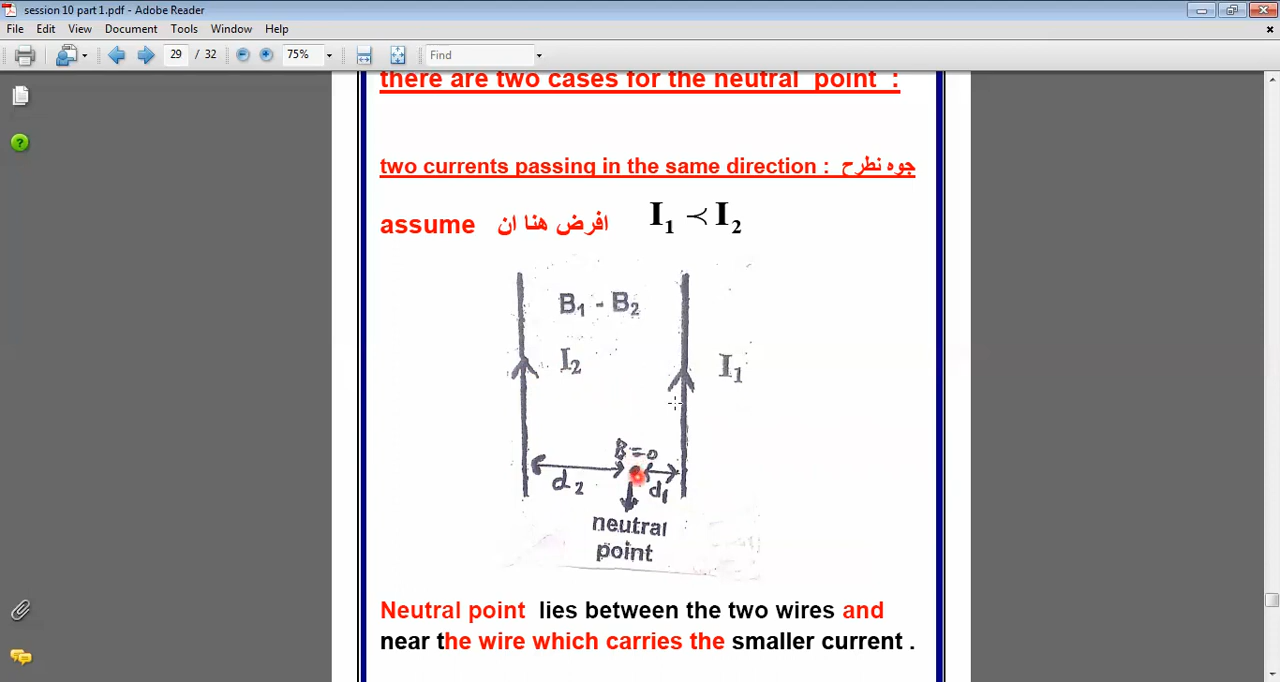 session 10 part 1.pdf - Adobe Reader
File Edit View Document Tools Window Help
29 / 32 75% Find
there are two cases for the neutral point :
two currents passing in the same direction : جوه نطرح
assume افرض هنا ان I₁ ≺ I₂
B₁ - B₂
I₂ I₁
B=0
d₂ d₁
neutral
point
Neutral point lies between the two wires and
near the wire which carries the smaller current .